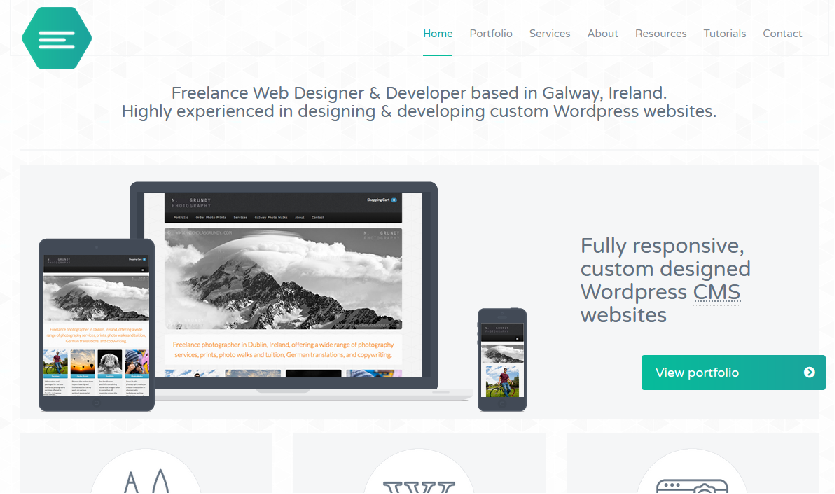 Home Portfolio Services About Resources Tutorials Contact
Freelance Web Designer & Developer based in Galway, Ireland.
Highly experienced in designing & developing custom Wordpress websites.
Freelance photographer in Dublin, Ireland, offering a wide range of photography
services, prints, photo walks and tuition, German translations, and copywriting.
Fully responsive,
custom designed
Wordpress CMS
websites
View portfolio